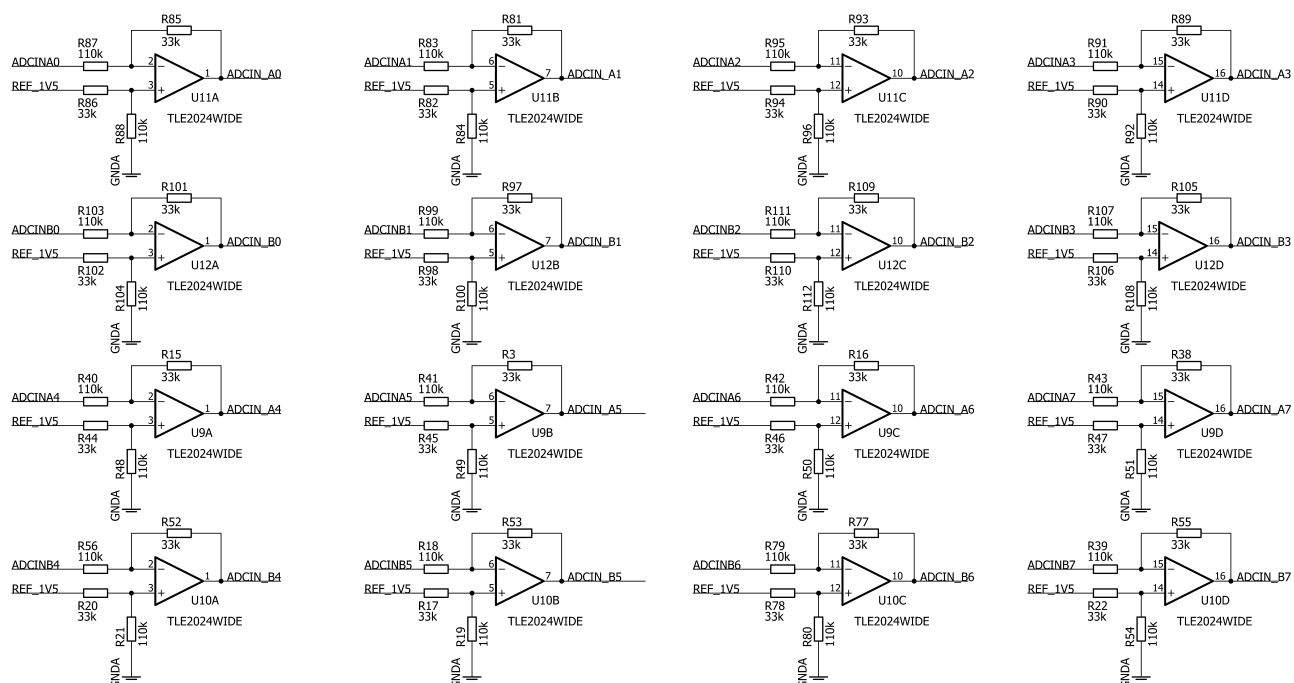 R85
33k
R87
110k
ADCINA0
2
1
ADCIN_A0
REF_1V5
3
R86
33k
U11A
R88
110k
TLE2024WIDE
GNDA
R81
33k
R83
110k
ADCINA1
6
7
ADCIN_A1
REF_1V5
5
R82
33k
U11B
R84
110k
TLE2024WIDE
GNDA
R93
33k
R95
110k
ADCINA2
11
10
ADCIN_A2
REF_1V5
12
R94
33k
U11C
R96
110k
TLE2024WIDE
GNDA
R89
33k
R91
110k
ADCINA3
15
16
ADCIN_A3
REF_1V5
14
R90
33k
U11D
R92
110k
TLE2024WIDE
GNDA
R101
33k
R103
110k
ADCINB0
2
1
ADCIN_B0
REF_1V5
3
R102
33k
U12A
R104
110k
TLE2024WIDE
GNDA
R97
33k
R99
110k
ADCINB1
6
7
ADCIN_B1
REF_1V5
5
R98
33k
U12B
R100
110k
TLE2024WIDE
GNDA
R109
33k
R111
110k
ADCINB2
11
10
ADCIN_B2
REF_1V5
12
R110
33k
U12C
R112
110k
TLE2024WIDE
GNDA
R105
33k
R107
110k
ADCINB3
15
16
ADCIN_B3
REF_1V5
14
R106
33k
U12D
R108
110k
TLE2024WIDE
GNDA
R15
33k
R40
110k
ADCINA4
2
1
ADCIN_A4
REF_1V5
3
R44
33k
U9A
R48
110k
TLE2024WIDE
GNDA
R3
33k
R41
110k
ADCINA5
6
7
ADCIN_A5
REF_1V5
5
R45
33k
U9B
R49
110k
TLE2024WIDE
GNDA
R16
33k
R42
110k
ADCINA6
11
10
ADCIN_A6
REF_1V5
12
R46
33k
U9C
R50
110k
TLE2024WIDE
GNDA
R38
33k
R43
110k
ADCINA7
15
16
ADCIN_A7
REF_1V5
14
R47
33k
U9D
R51
110k
TLE2024WIDE
GNDA
R52
33k
R56
110k
ADCINB4
2
1
ADCIN_B4
REF_1V5
3
R20
33k
U10A
R21
110k
TLE2024WIDE
GNDA
R53
33k
R18
110k
ADCINB5
6
7
ADCIN_B5
REF_1V5
5
R17
33k
U10B
R19
110k
TLE2024WIDE
GNDA
R77
33k
R79
110k
ADCINB6
11
10
ADCIN_B6
REF_1V5
12
R78
33k
U10C
R80
110k
TLE2024WIDE
GNDA
R55
33k
R39
110k
ADCINB7
15
16
ADCIN_B7
REF_1V5
14
R22
33k
U10D
R54
110k
TLE2024WIDE
GNDA